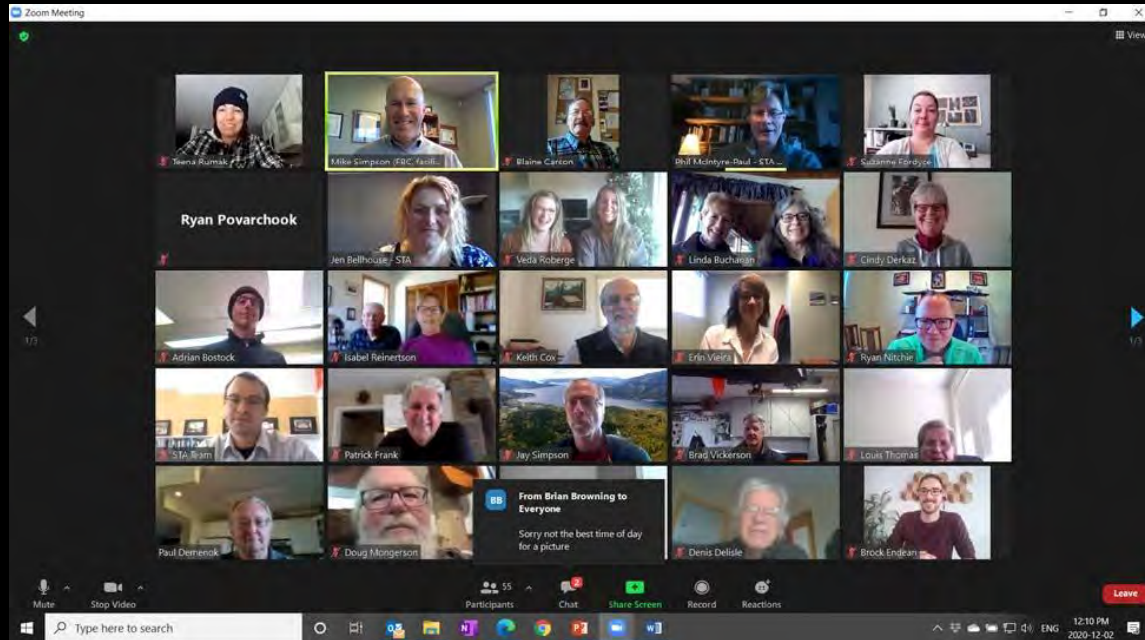 Zoom Meeting
View
Teena Rumak
Mike Simpson (FBC, facili...
Blaine Carson
Phil McIntyre-Paul - STA ...
Suzanne Fordyce
Ryan Povarchook
Jen Bellhouse - STA
Veda Roberge
Linda Buchanan
Cindy Derkaz
1/3
1/3
Adrian Bostock
Isabel Reinertson
Keith Cox
Erin Vieira
Ryan Nitchie
STA Team
Patrick Frank
Jay Simpson
Brad Vickerson
Louis Thomas
BB
From Brian Browning to
Everyone
Sorry not the best time of day
for a picture
Paul Demenok
Doug Mongerson
Denis Delisle
Brock Endean
Mute
Stop Video
55
Participants
2
Chat
Share Screen
Record
Reactions
Leave
Type here to search
ENG
12:10 PM
2020-12-02